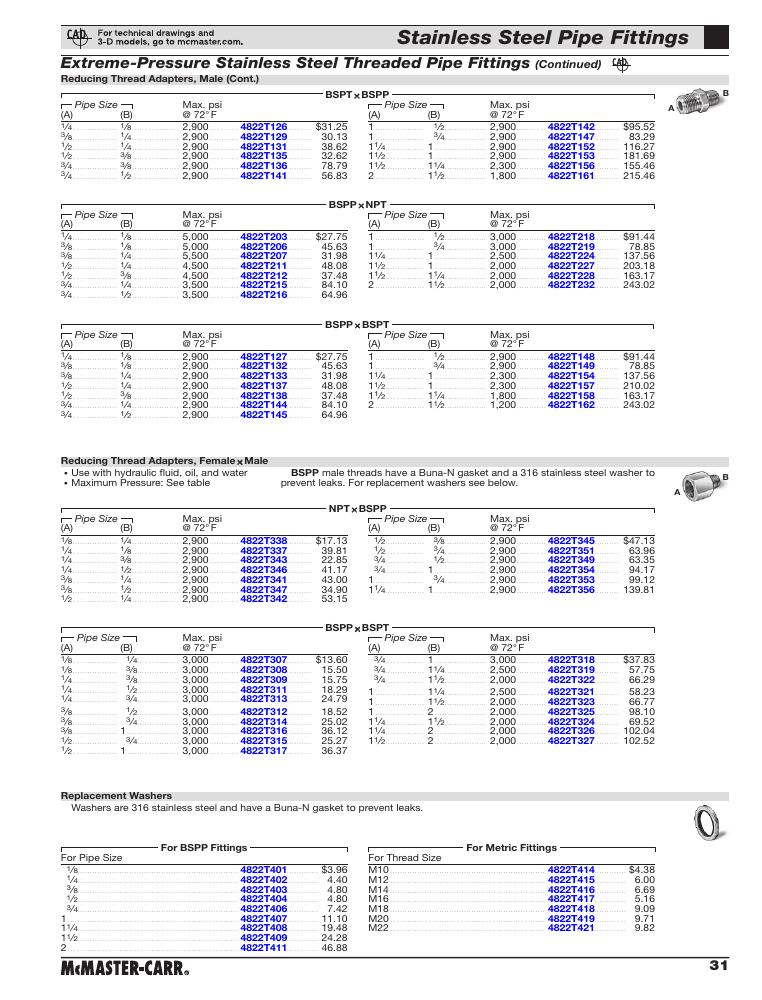 CAD
For technical drawings and
3-D models, go to mcmaster.com.
Stainless Steel Pipe Fittings
Extreme-Pressure Stainless Steel Threaded Pipe Fittings (Continued) CAD
Reducing Thread Adapters, Male (Cont.)
A B
BSPT x BSPP
Pipe Size Max. psi Pipe Size Max. psi
(A) (B) @ 72° F (A) (B) @ 72° F
1/4 1/8 2,900 4822T126 $31.25 1 1/2 2,900 4822T142 $95.52
3/8 1/4 2,900 4822T129 30.13 1 3/4 2,900 4822T147 83.29
1/2 1/4 2,900 4822T131 38.62 1 1/4 1 2,900 4822T152 116.27
1/2 3/8 2,900 4822T135 32.62 1 1/2 1 2,900 4822T153 181.69
3/4 1/4 2,900 4822T136 78.79 1 1/2 1 1/4 2,300 4822T156 155.46
3/4 1/2 2,900 4822T141 56.83 2 1 1/2 1,800 4822T161 215.46
BSPP x NPT
Pipe Size Max. psi Pipe Size Max. psi
(A) (B) @ 72° F (A) (B) @ 72° F
1/4 1/8 5,000 4822T203 $27.75 1 1/2 3,000 4822T218 $91.44
3/8 1/8 5,000 4822T206 45.63 1 3/4 3,000 4822T219 78.85
3/8 1/4 5,500 4822T207 31.98 1 1/4 1 2,500 4822T224 137.56
1/2 1/4 4,500 4822T211 48.08 1 1/2 1 2,000 4822T227 203.18
1/2 3/8 4,500 4822T212 37.48 1 1/2 1 1/4 2,000 4822T228 163.17
3/4 1/4 3,500 4822T215 84.10 2 1 1/2 2,000 4822T232 243.02
3/4 1/2 3,500 4822T216 64.96
BSPP x BSPT
Pipe Size Max. psi Pipe Size Max. psi
(A) (B) @ 72° F (A) (B) @ 72° F
1/4 1/8 2,900 4822T127 $27.75 1 1/2 2,900 4822T148 $91.44
3/8 1/8 2,900 4822T132 45.63 1 3/4 2,900 4822T149 78.85
3/8 1/4 2,900 4822T133 31.98 1 1/4 1 2,300 4822T154 137.56
1/2 1/4 2,900 4822T137 48.08 1 1/2 1 2,300 4822T157 210.02
1/2 3/8 2,900 4822T138 37.48 1 1/2 1 1/4 1,800 4822T158 163.17
3/4 1/4 2,900 4822T144 84.10 2 1 1/2 1,200 4822T162 243.02
3/4 1/2 2,900 4822T145 64.96
Reducing Thread Adapters, Female x Male
• Use with hydraulic fluid, oil, and water
• Maximum Pressure: See table
BSPP male threads have a Buna-N gasket and a 316 stainless steel washer to
prevent leaks. For replacement washers see below.
A B
NPT x BSPP
Pipe Size Max. psi Pipe Size Max. psi
(A) (B) @ 72° F (A) (B) @ 72° F
1/8 1/4 2,900 4822T338 $17.13 1/2 3/8 2,900 4822T345 $47.13
1/4 1/8 2,900 4822T337 39.81 1/2 3/4 2,900 4822T351 63.96
1/4 3/8 2,900 4822T343 22.85 3/4 1/2 2,900 4822T349 63.35
1/4 1/2 2,900 4822T346 41.17 3/4 1 2,900 4822T354 94.17
3/8 1/4 2,900 4822T341 43.00 1 3/4 2,900 4822T353 99.12
3/8 1/2 2,900 4822T347 34.90 1 1/4 1 2,900 4822T356 139.81
1/2 1/4 2,900 4822T342 53.15
BSPP x BSPT
Pipe Size Max. psi Pipe Size Max. psi
(A) (B) @ 72° F (A) (B) @ 72° F
1/8 1/4 3,000 4822T307 $13.60 3/4 1 3,000 4822T318 $37.83
1/8 3/8 3,000 4822T308 15.50 3/4 1 1/4 2,500 4822T319 57.75
1/4 3/8 3,000 4822T309 15.75 3/4 1 1/2 2,000 4822T322 66.29
1/4 1/2 3,000 4822T311 18.29 1 1 1/4 2,500 4822T321 58.23
1/4 3/4 3,000 4822T313 24.79 1 1 1/2 2,000 4822T323 66.77
3/8 1/2 3,000 4822T312 18.52 1 2 2,000 4822T325 98.10
3/8 3/4 3,000 4822T314 25.02 1 1/4 1 1/2 2,000 4822T324 69.52
3/8 1 3,000 4822T316 36.12 1 1/4 2 2,000 4822T326 102.04
1/2 3/4 3,000 4822T315 25.27 1 1/2 2 2,000 4822T327 102.52
1/2 1 3,000 4822T317 36.37
Replacement Washers
Washers are 316 stainless steel and have a Buna-N gasket to prevent leaks.
For BSPP Fittings For Metric Fittings
For Pipe Size For Thread Size
1/8 4822T401 $3.96 M10 4822T414 $4.38
1/4 4822T402 4.40 M12 4822T415 6.00
3/8 4822T403 4.80 M14 4822T416 6.69
1/2 4822T404 4.80 M16 4822T417 5.16
3/4 4822T406 7.42 M18 4822T418 9.09
1 4822T407 11.10 M20 4822T419 9.71
1 1/4 4822T408 19.48 M22 4822T421 9.82
1 1/2 4822T409 24.28
2 4822T411 46.88
McMASTER-CARR® 31